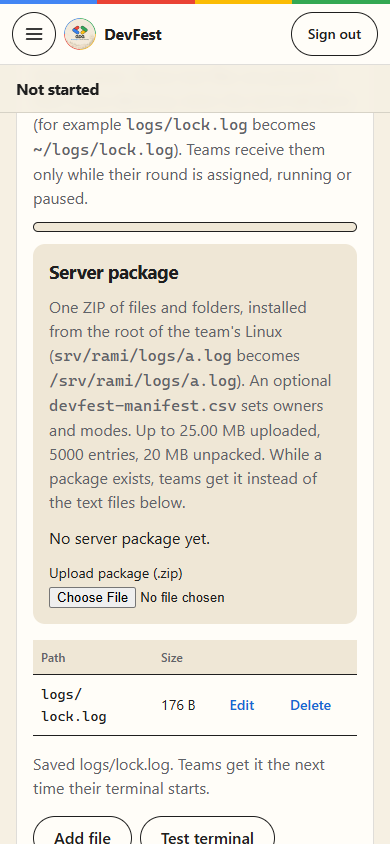 DevFest
Sign out
Not started
(for example logs/lock.log becomes
~/logs/lock.log). Teams receive them
only while their round is assigned, running or
paused.
Server package
One ZIP of files and folders, installed
from the root of the team's Linux
(srv/rami/logs/a.log becomes
/srv/rami/logs/a.log). An optional
devfest-manifest.csv sets owners
and modes. Up to 25.00 MB uploaded,
5000 entries, 20 MB unpacked. While a
package exists, teams get it instead of
the text files below.
No server package yet.
Upload package (.zip)
Choose File No file chosen
Path Size
logs/
lock.log
176 B Edit Delete
Saved logs/lock.log. Teams get it the next
time their terminal starts.
Add file Test terminal